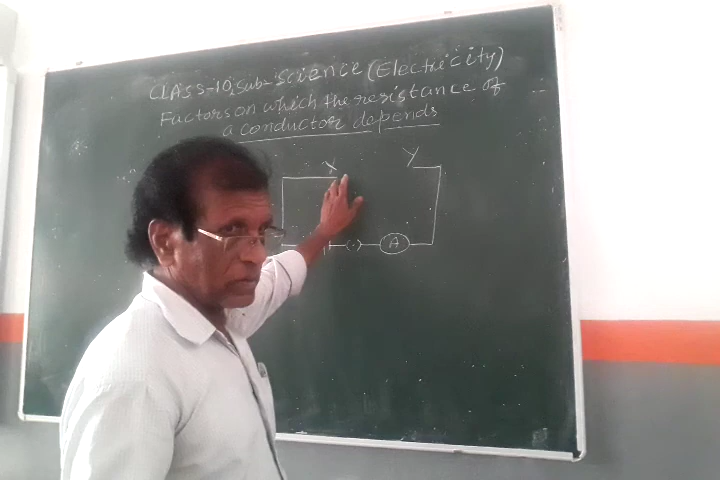 CLASS-10, Sub- Science (Electricity)
Factors on which the resistance of
a conductor depends
X Y
A